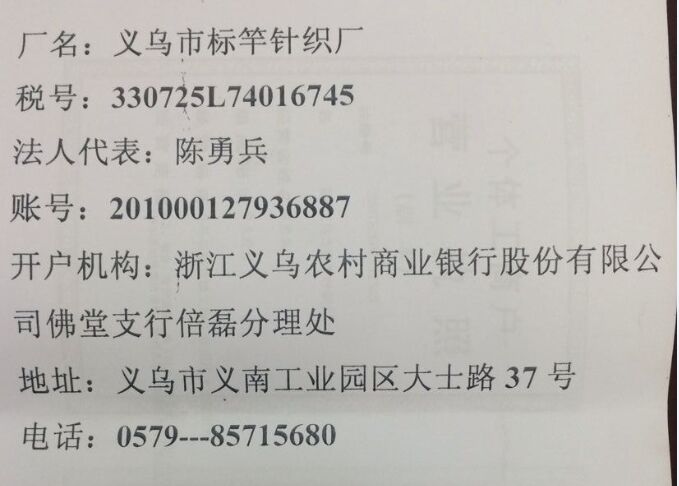 厂名：义乌市标竿针织厂
税号：330725L74016745
法人代表：陈勇兵
账号：201000127936887
开户机构：浙江义乌农村商业银行股份有限公
司佛堂支行倍磊分理处
地址：义乌市义南工业园区大士路 37 号
电话：0579---85715680